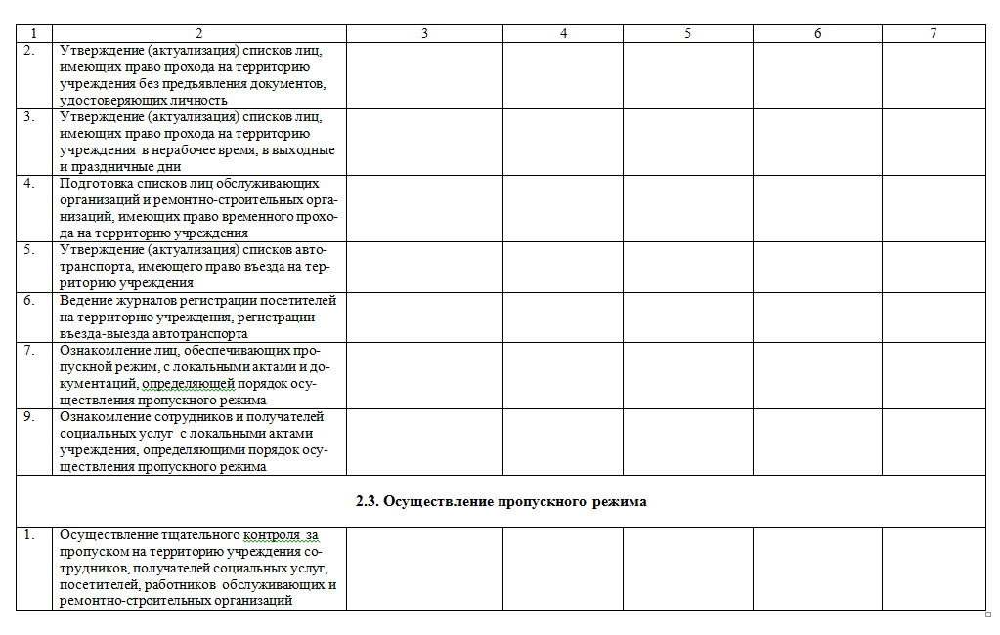 1 2 3 4 5 6 7
2. Утверждение (актуализация) списков лиц,
имеющих право прохода на территорию
учреждения без предъявления документов,
удостоверяющих личность
3. Утверждение (актуализация) списков лиц,
имеющих право прохода на территорию
учреждения в нерабочее время, в выходные
и праздничные дни
4. Подготовка списков лиц обслуживающих
организаций и ремонтно-строительных орга-
низаций, имеющих право временного прохо-
да на территорию учреждения
5. Утверждение (актуализация) списков авто-
транспорта, имеющего право въезда на тер-
риторию учреждения
6. Ведение журналов регистрации посетителей
на территорию учреждения, регистрации
въезда-выезда автотранспорта
7. Ознакомление лиц, обеспечивающих про-
пускной режим, с локальными актами и до-
кументаций, определяющей порядок осу-
ществления пропускного режима
9. Ознакомление сотрудников и получателей
социальных услуг с локальными актами
учреждения, определяющими порядок осу-
ществления пропускного режима
2.3. Осуществление пропускного режима
1. Осуществление тщательного контроля за
пропуском на территорию учреждения со-
трудников, получателей социальных услуг,
посетителей, работников обслуживающих и
ремонтно-строительных организаций